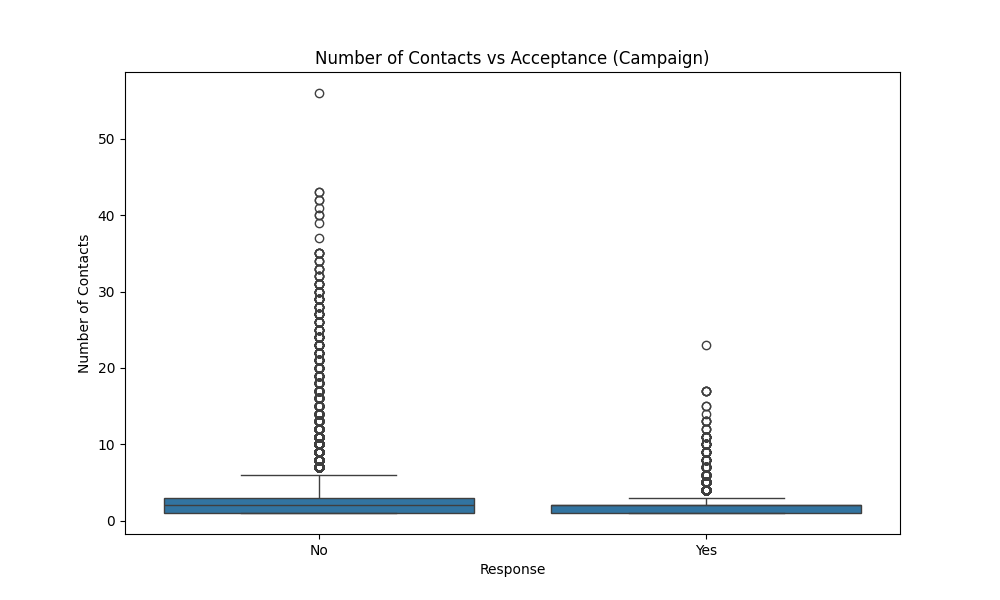 Number of Contacts vs Acceptance (Campaign)
50
40
30
20
10
0
Number of Contacts
No
Yes
Response